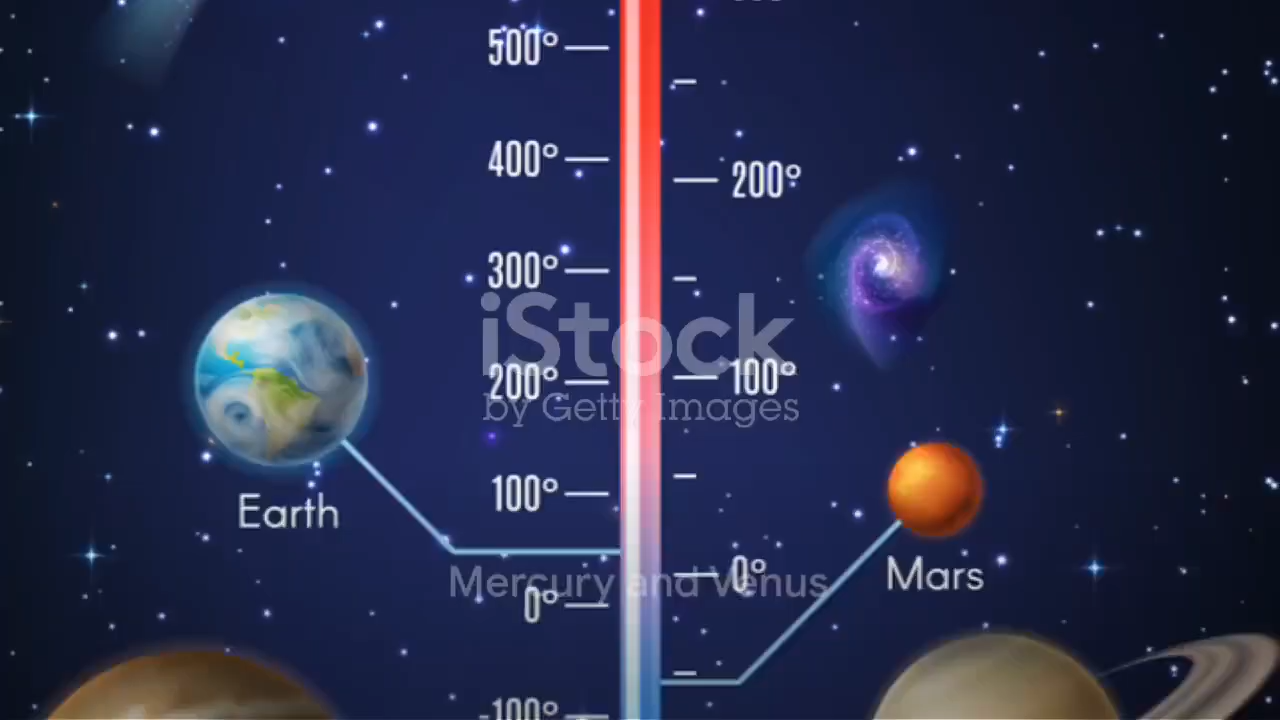 500°
400°
200°
300°
iStock
200°
100°
by Getty Images
100°
Earth
Mercury and Venus
0°
Mars
0°
-100°